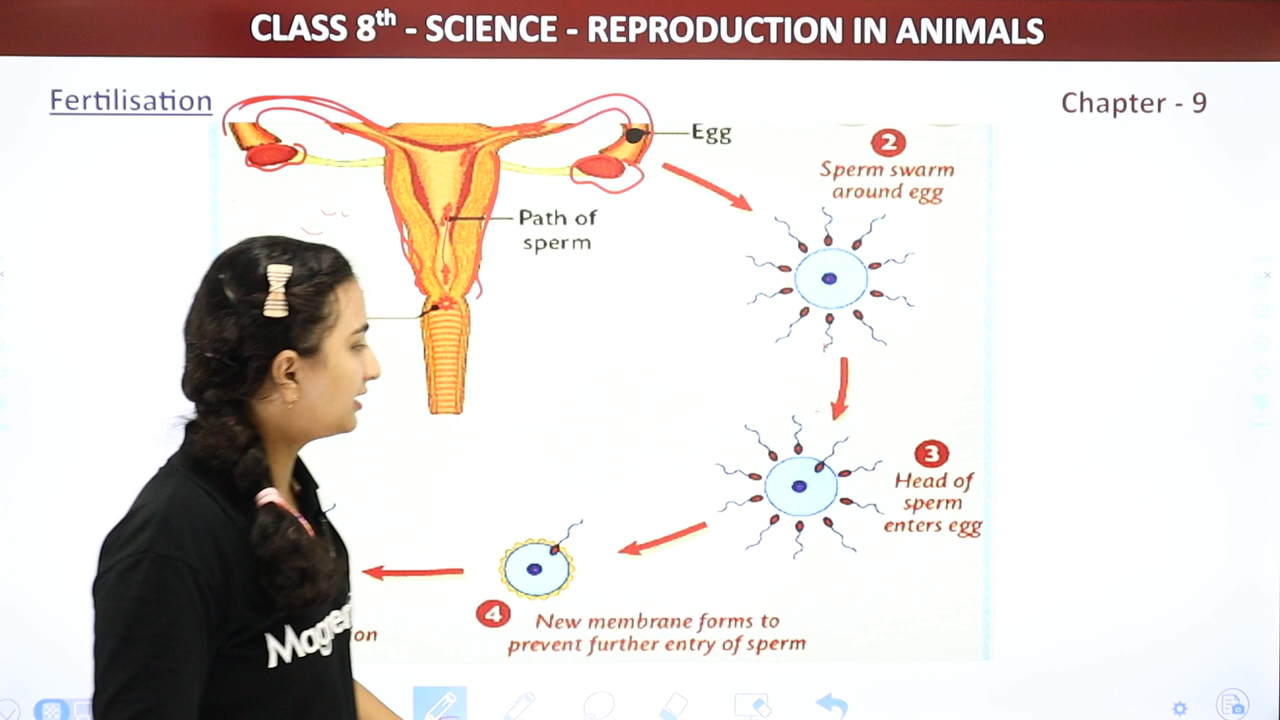 CLASS 8th - SCIENCE - REPRODUCTION IN ANIMALS
Fertilisation
Chapter - 9
Egg
2
Sperm swarm
around egg
Path of
sperm
3
Head of
sperm
enters egg
4
New membrane forms to
prevent further entry of sperm